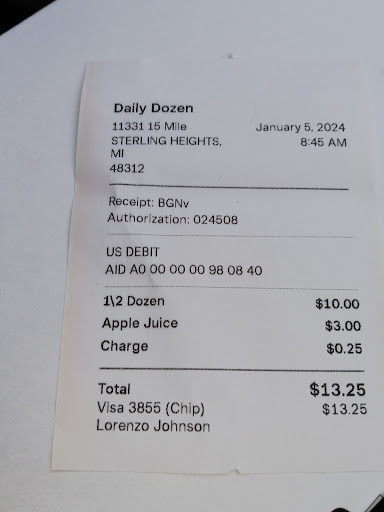 Daily Dozen
11331 15 Mile January 5, 2024
STERLING HEIGHTS, 8:45 AM
MI
48312
Receipt: BGNv
Authorization: 024508
US DEBIT
AID A0 00 00 00 98 08 40
1\2 Dozen $10.00
Apple Juice $3.00
Charge $0.25
Total $13.25
Visa 3855 (Chip) $13.25
Lorenzo Johnson